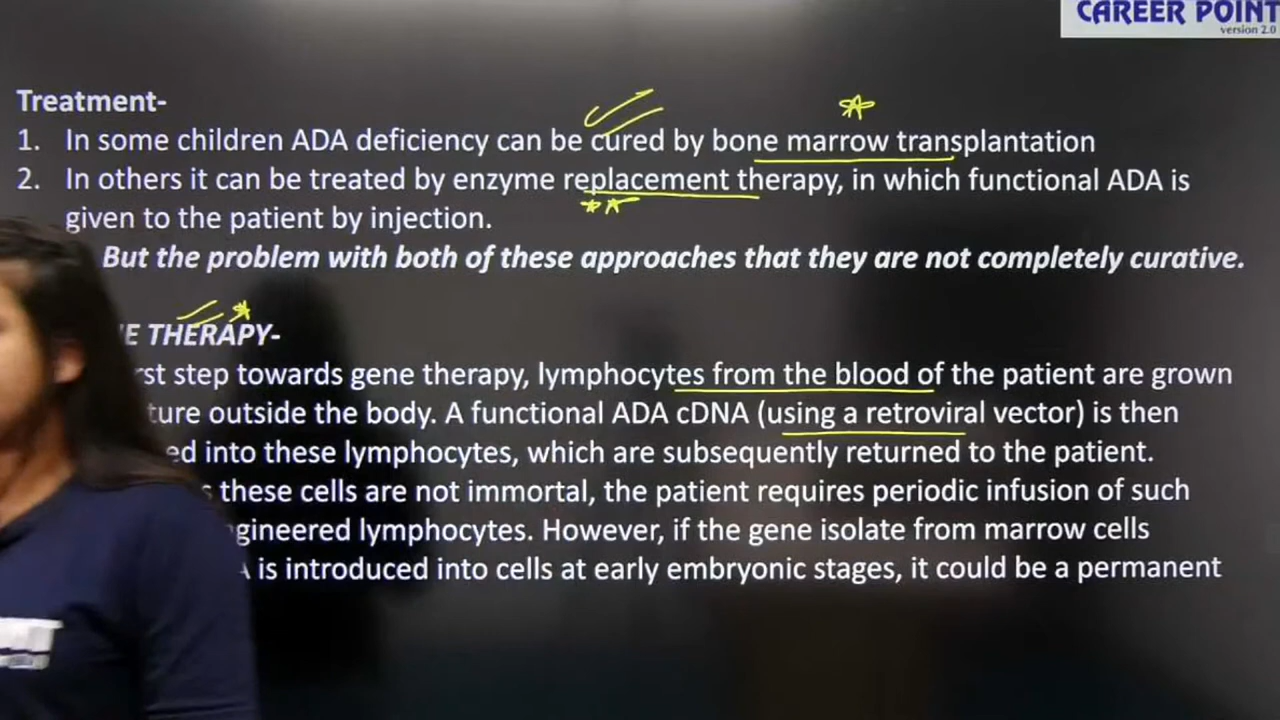 CAREER POINT
version 2.0
Treatment-
1. In some children ADA deficiency can be cured by bone marrow transplantation
2. In others it can be treated by enzyme replacement therapy, in which functional ADA is
given to the patient by injection.
But the problem with both of these approaches that they are not completely curative.
E THERAPY-
rst step towards gene therapy, lymphocytes from the blood of the patient are grown
ture outside the body. A functional ADA cDNA (using a retroviral vector) is then
ed into these lymphocytes, which are subsequently returned to the patient.
s these cells are not immortal, the patient requires periodic infusion of such
gineered lymphocytes. However, if the gene isolate from marrow cells
A is introduced into cells at early embryonic stages, it could be a permanent